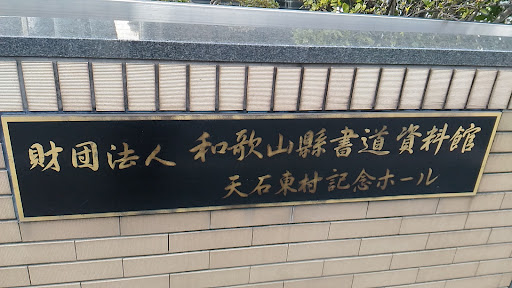 財団法人 和歌山縣書道資料館
天石東村記念ホール